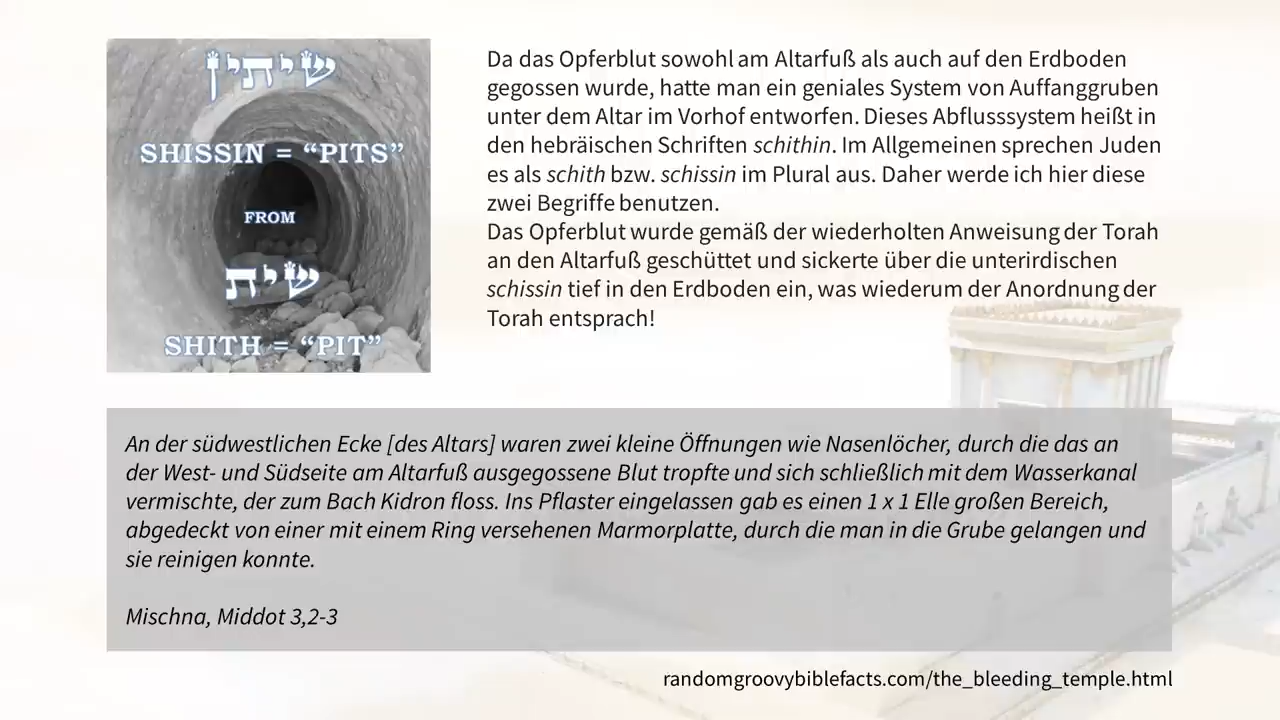 שיתין
SHISSIN = “PITS”
FROM
שית
SHITH = “PIT”
Da das Opferblut sowohl am Altarfuß als auch auf den Erdboden
gegossen wurde, hatte man ein geniales System von Auffanggruben
unter dem Altar im Vorhof entworfen. Dieses Abflusssystem heißt in
den hebräischen Schriften schithin. Im Allgemeinen sprechen Juden
es als schith bzw. schissin im Plural aus. Daher werde ich hier diese
zwei Begriffe benutzen.
Das Opferblut wurde gemäß der wiederholten Anweisung der Torah
an den Altarfuß geschüttet und sickerte über die unterirdischen
schissin tief in den Erdboden ein, was wiederum der Anordnung der
Torah entsprach!
An der südwestlichen Ecke [des Altars] waren zwei kleine Öffnungen wie Nasenlöcher, durch die das an
der West- und Südseite am Altarfuß ausgegossene Blut tropfte und sich schließlich mit dem Wasserkanal
vermischte, der zum Bach Kidron floss. Ins Pflaster eingelassen gab es einen 1 x 1 Elle großen Bereich,
abgedeckt von einer mit einem Ring versehenen Marmorplatte, durch die man in die Grube gelangen und
sie reinigen konnte.
Mischna, Middot 3,2-3
randomgroovybiblefacts.com/the_bleeding_temple.html